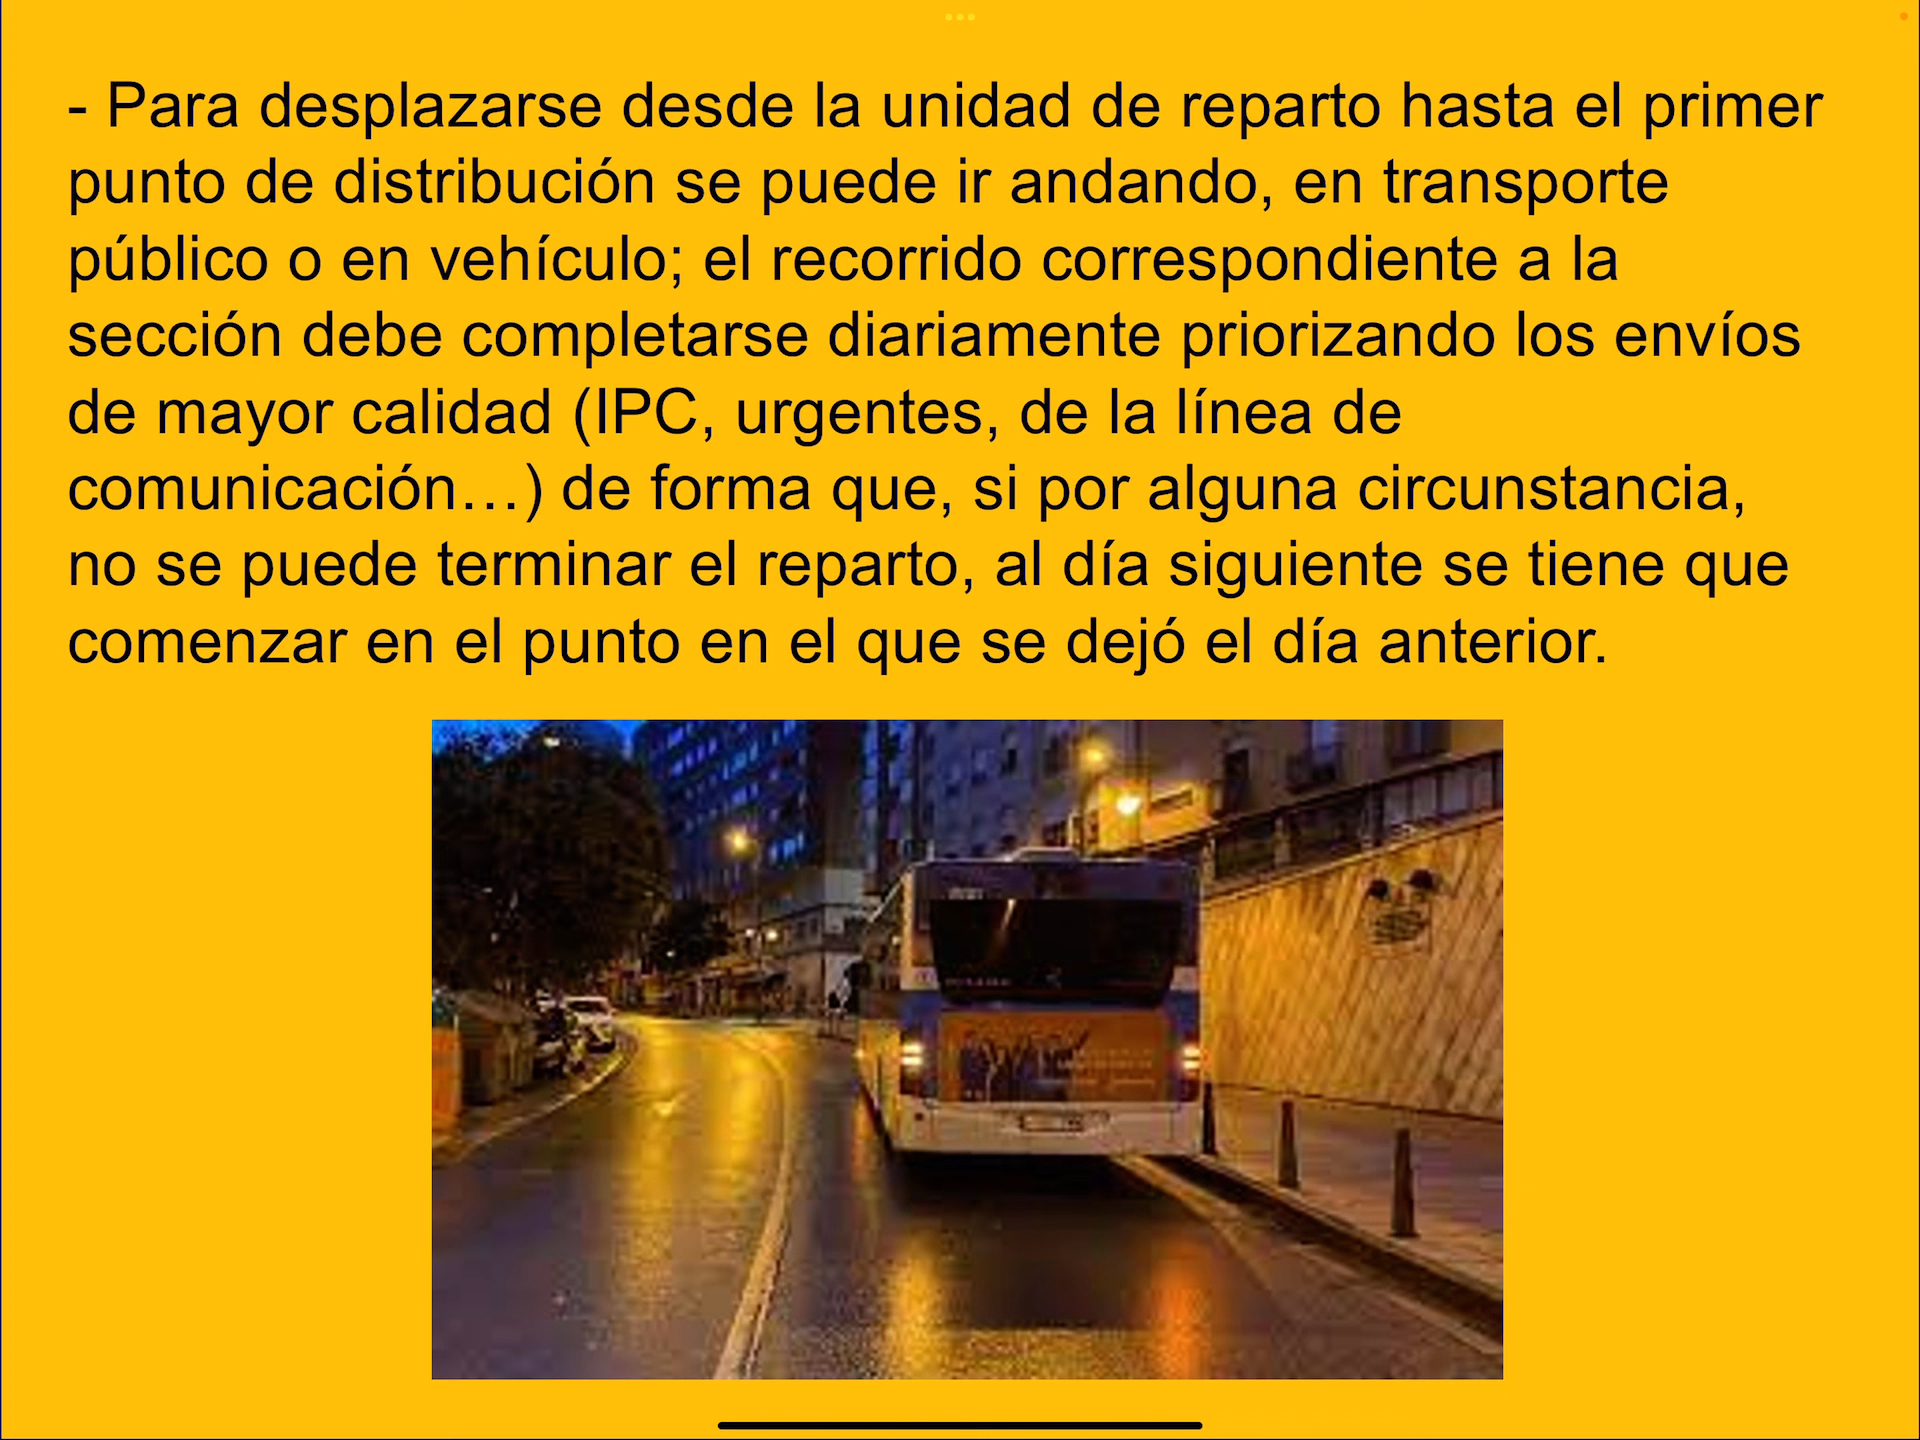 - Para desplazarse desde la unidad de reparto hasta el primer
punto de distribución se puede ir andando, en transporte
público o en vehículo; el recorrido correspondiente a la
sección debe completarse diariamente priorizando los envíos
de mayor calidad (IPC, urgentes, de la línea de
comunicación…) de forma que, si por alguna circunstancia,
no se puede terminar el reparto, al día siguiente se tiene que
comenzar en el punto en el que se dejó el día anterior.